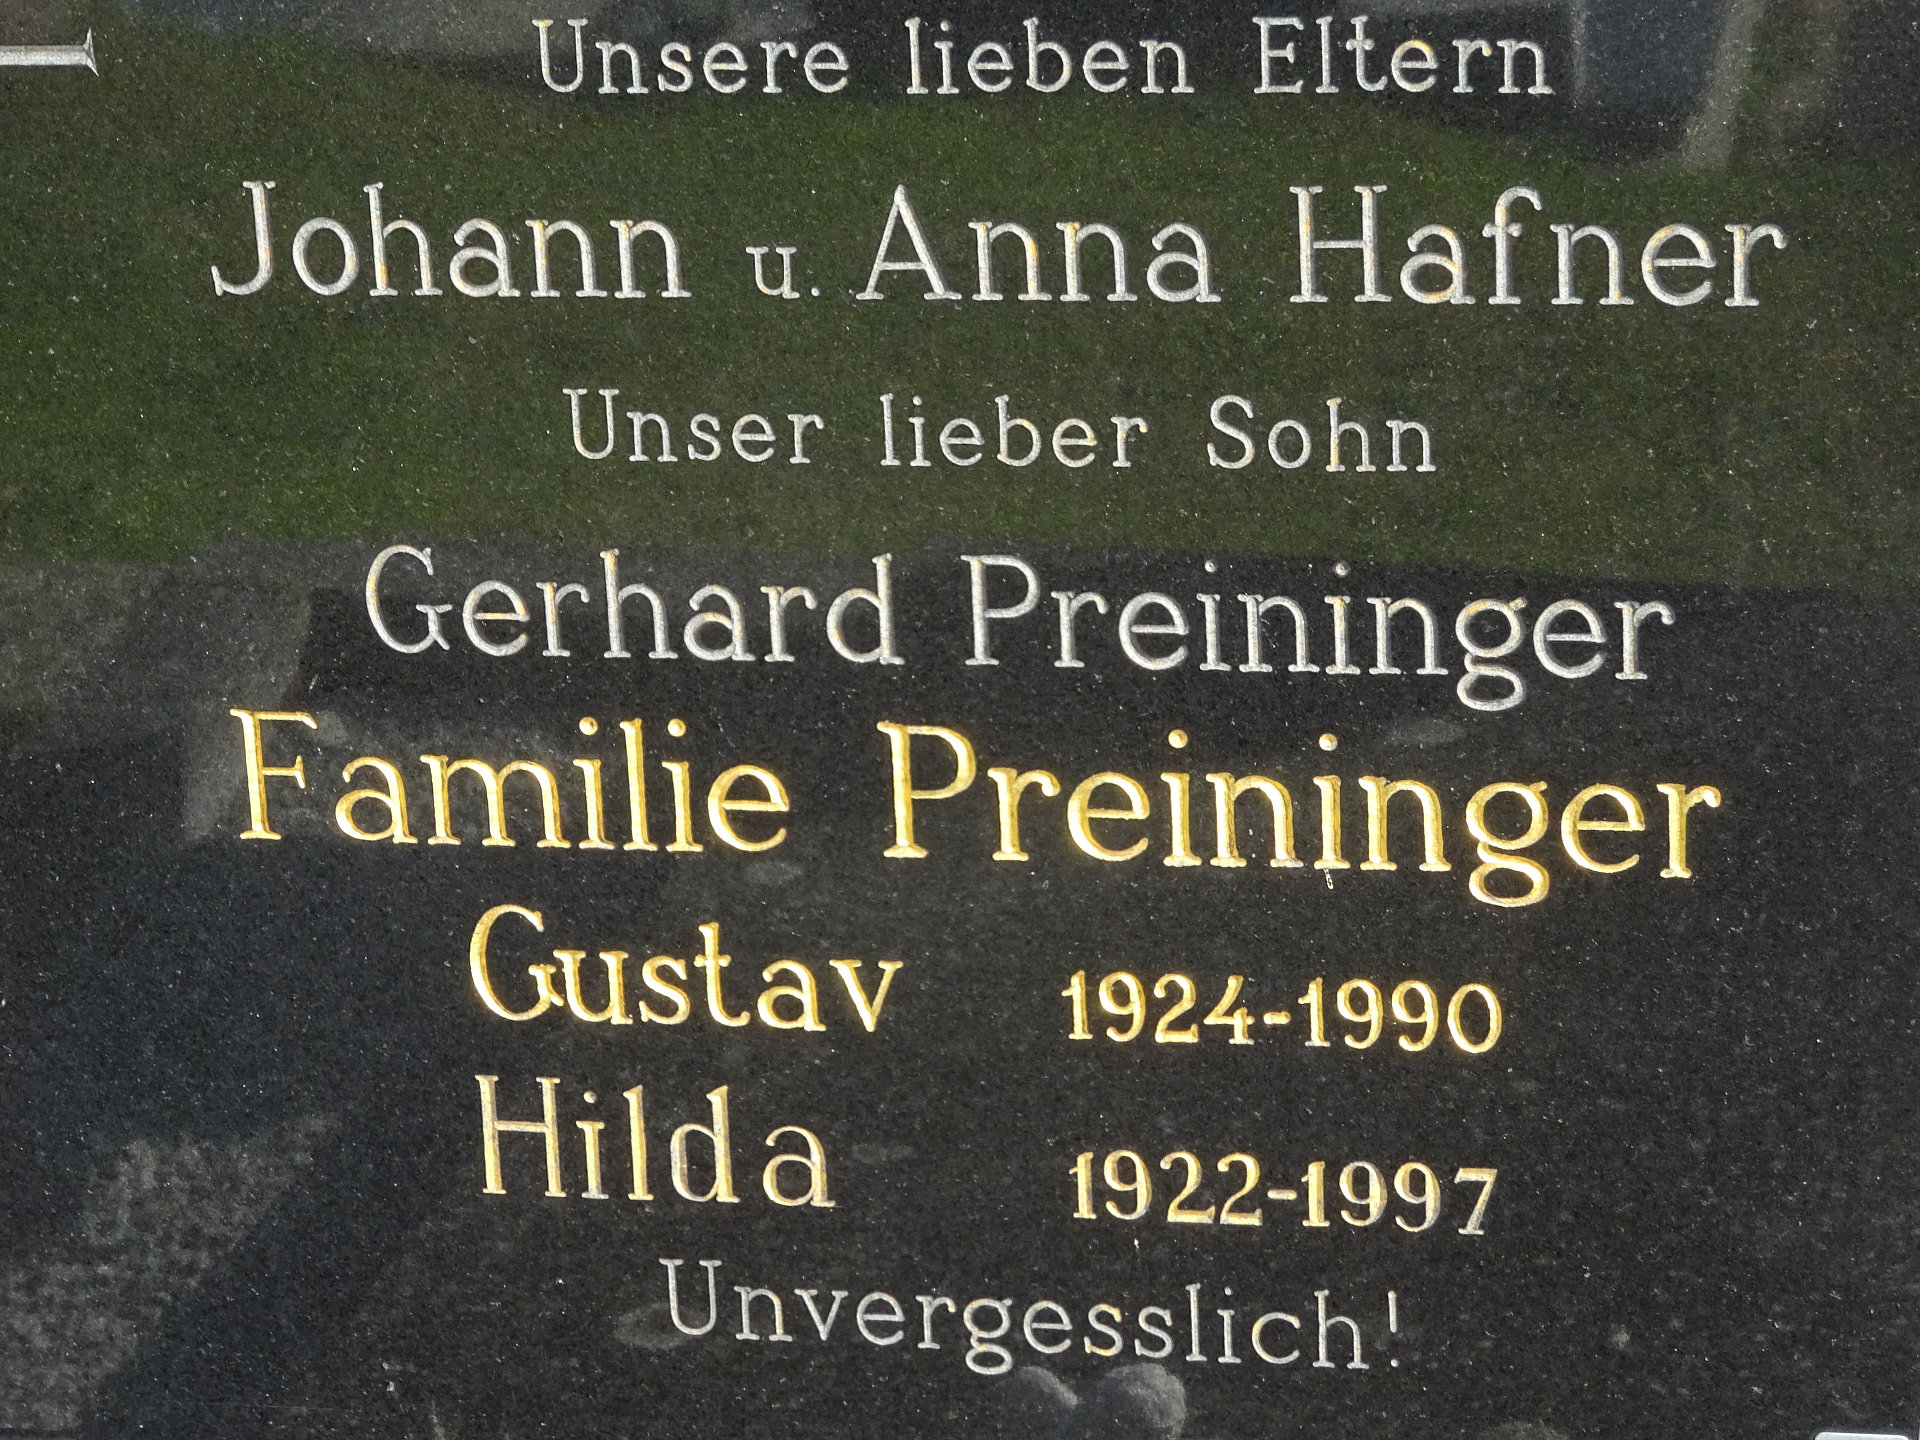 Unsere lieben Eltern
Johann u. Anna Hafner
Unser lieber Sohn
Gerhard Preininger
Familie Preininger
Gustav 1924-1990
Hilda 1922-1997
Unvergesslich!